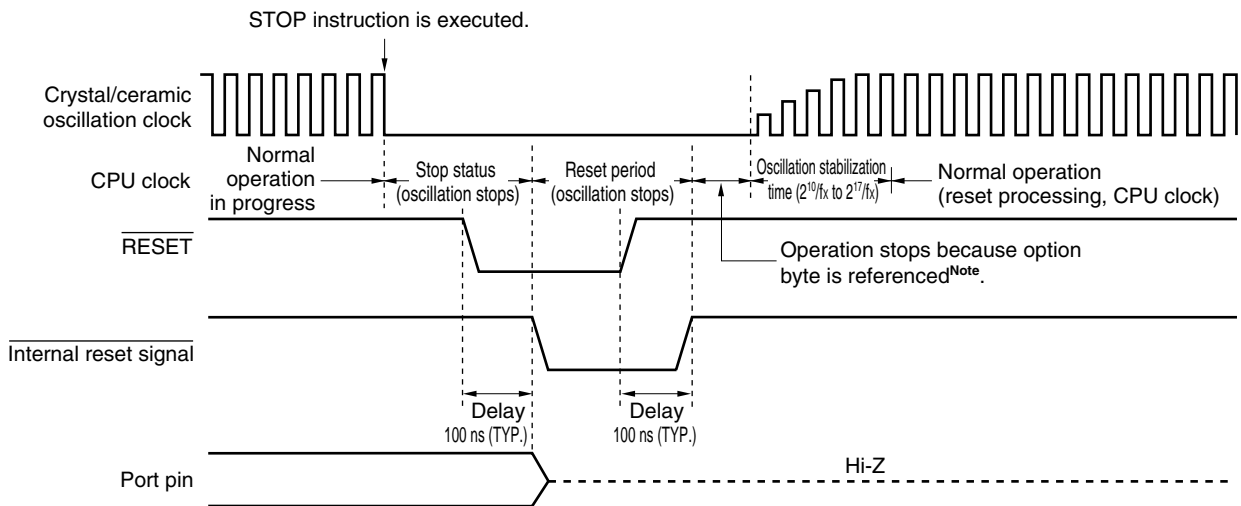 STOP instruction is executed.
Crystal/ceramic
oscillation clock
CPU clock
Normal
operation
in progress
Stop status
(oscillation stops)
Reset period
(oscillation stops)
Oscillation stabilization
time (2¹⁰/fx to 2¹⁷/fx)
Normal operation
(reset processing, CPU clock)
RESET
Operation stops because option
byte is referencedNote.
Internal reset signal
Delay
100 ns (TYP.)
Delay
100 ns (TYP.)
Port pin
Hi-Z